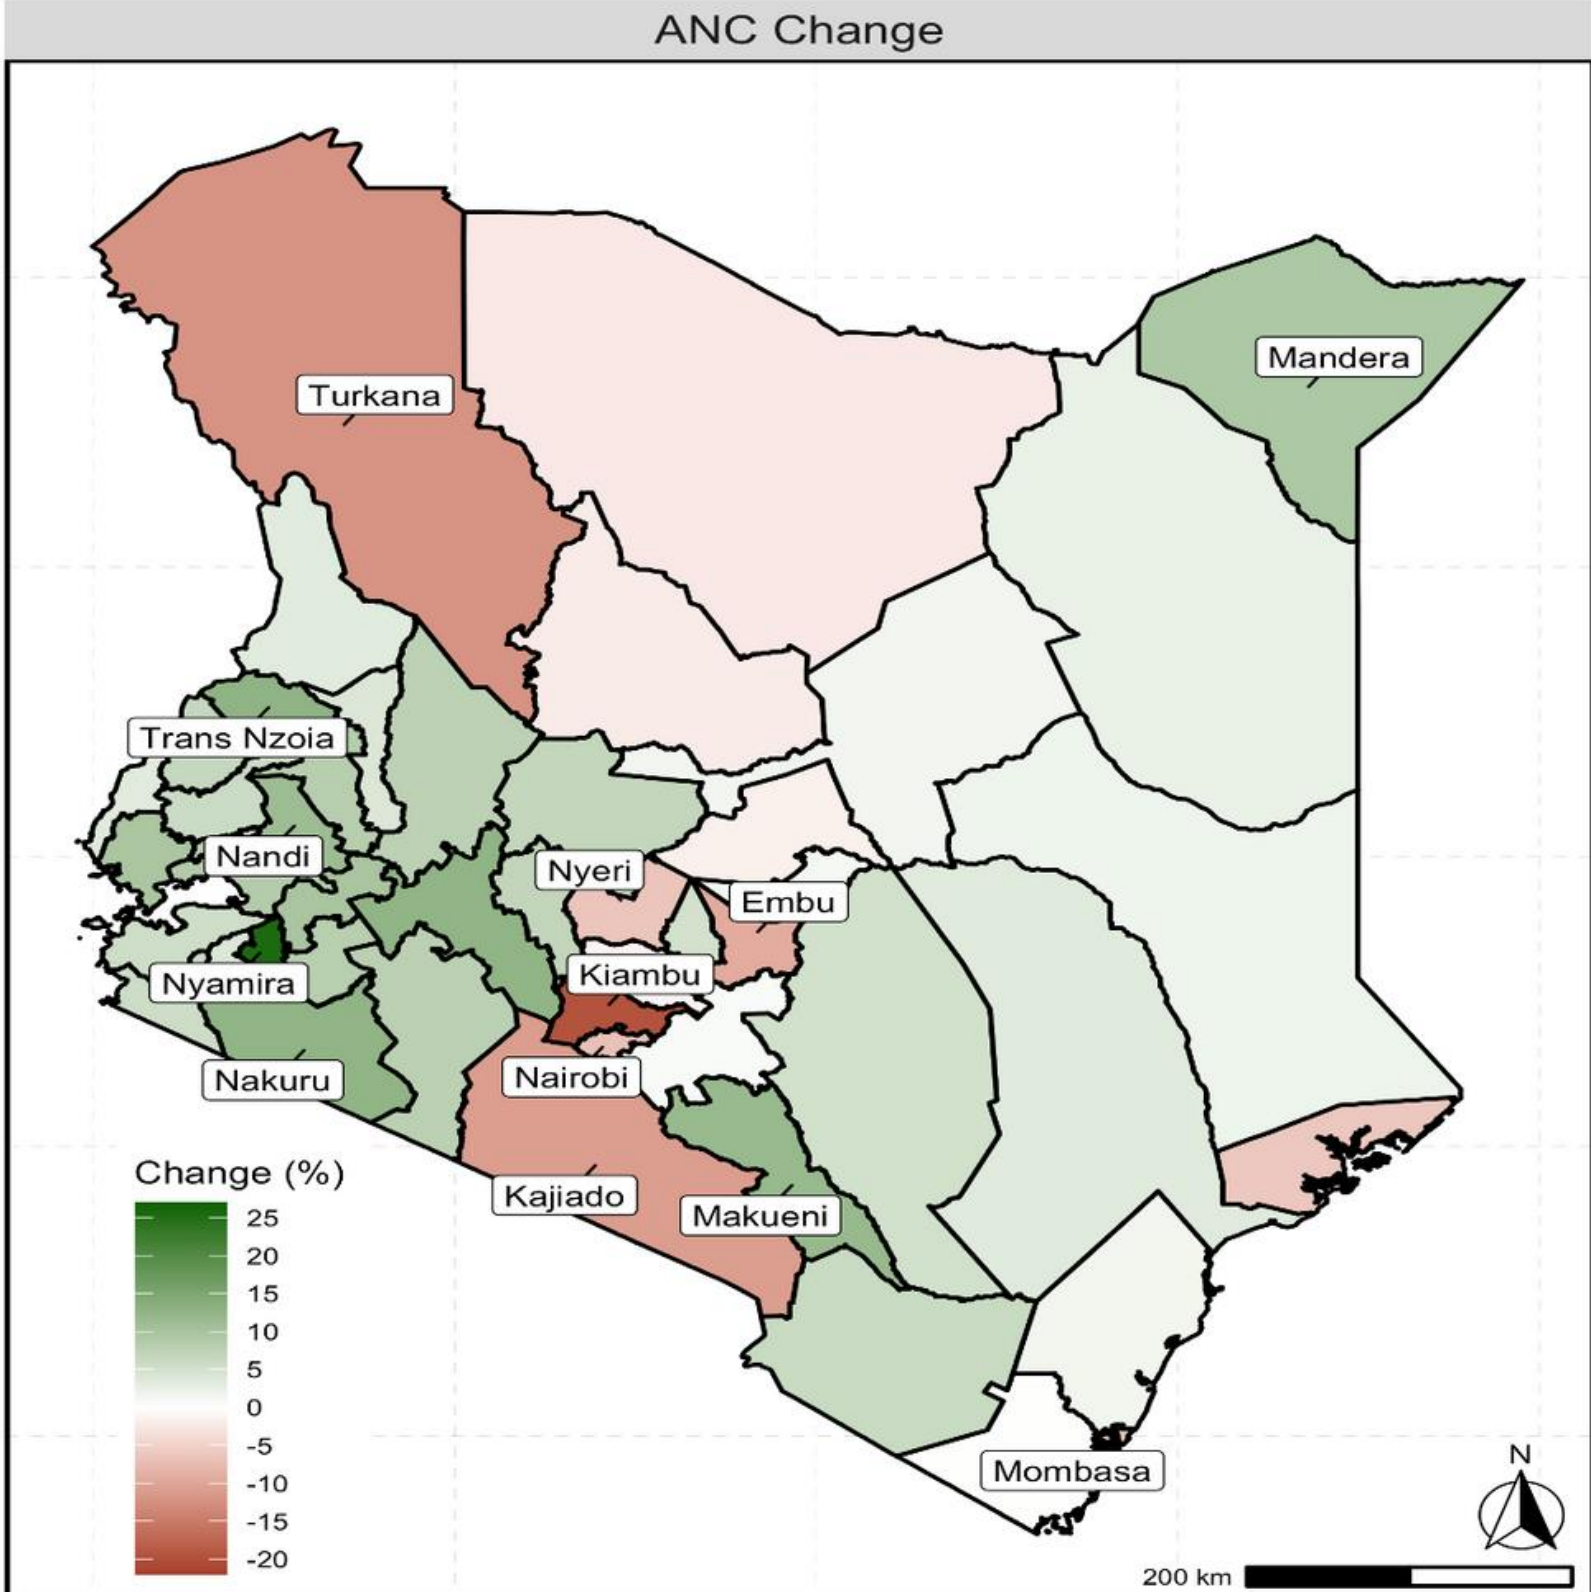 ANC Change
Turkana
Mandera
Trans Nzoia
Nandi
Nyeri
Embu
Nyamira
Kiambu
Nakuru
Nairobi
Kajiado
Makueni
Mombasa
Change (%)
25
20
15
10
5
0
-5
-10
-15
-20
N
200 km